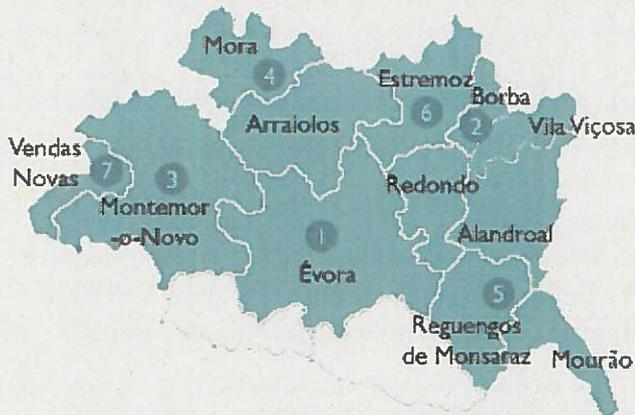 Mora
4
Estremoz
6
Borba
2
Vila Viçosa
Arraiolos
Vendas
Novas
7
3
Montemor
-o-Novo
Redondo
1
Évora
Alandroal
5
Reguengos
de Monsaraz
Mourão